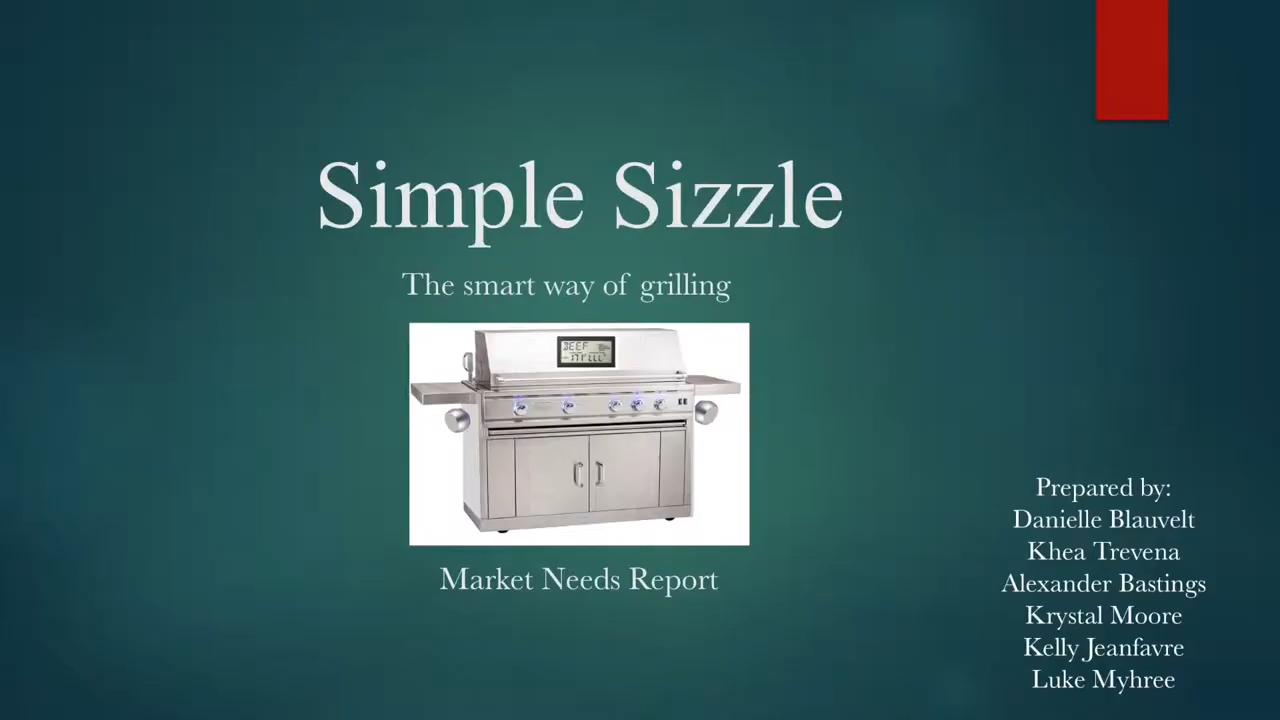 Simple Sizzle
The smart way of grilling
BEEF
Market Needs Report
Prepared by:
Danielle Blauvelt
Khea Trevena
Alexander Bastings
Krystal Moore
Kelly Jeanfavre
Luke Myhree